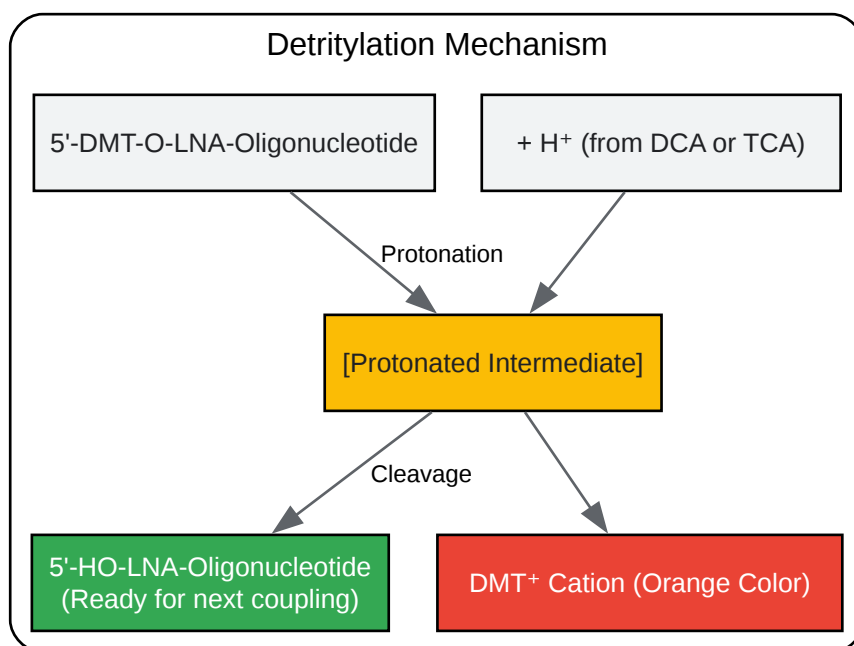 Detritylation Mechanism
5'-DMT-O-LNA-Oligonucleotide
+ H⁺ (from DCA or TCA)
Protonation
[Protonated Intermediate]
Cleavage
5'-HO-LNA-Oligonucleotide
(Ready for next coupling)
DMT⁺ Cation (Orange Color)